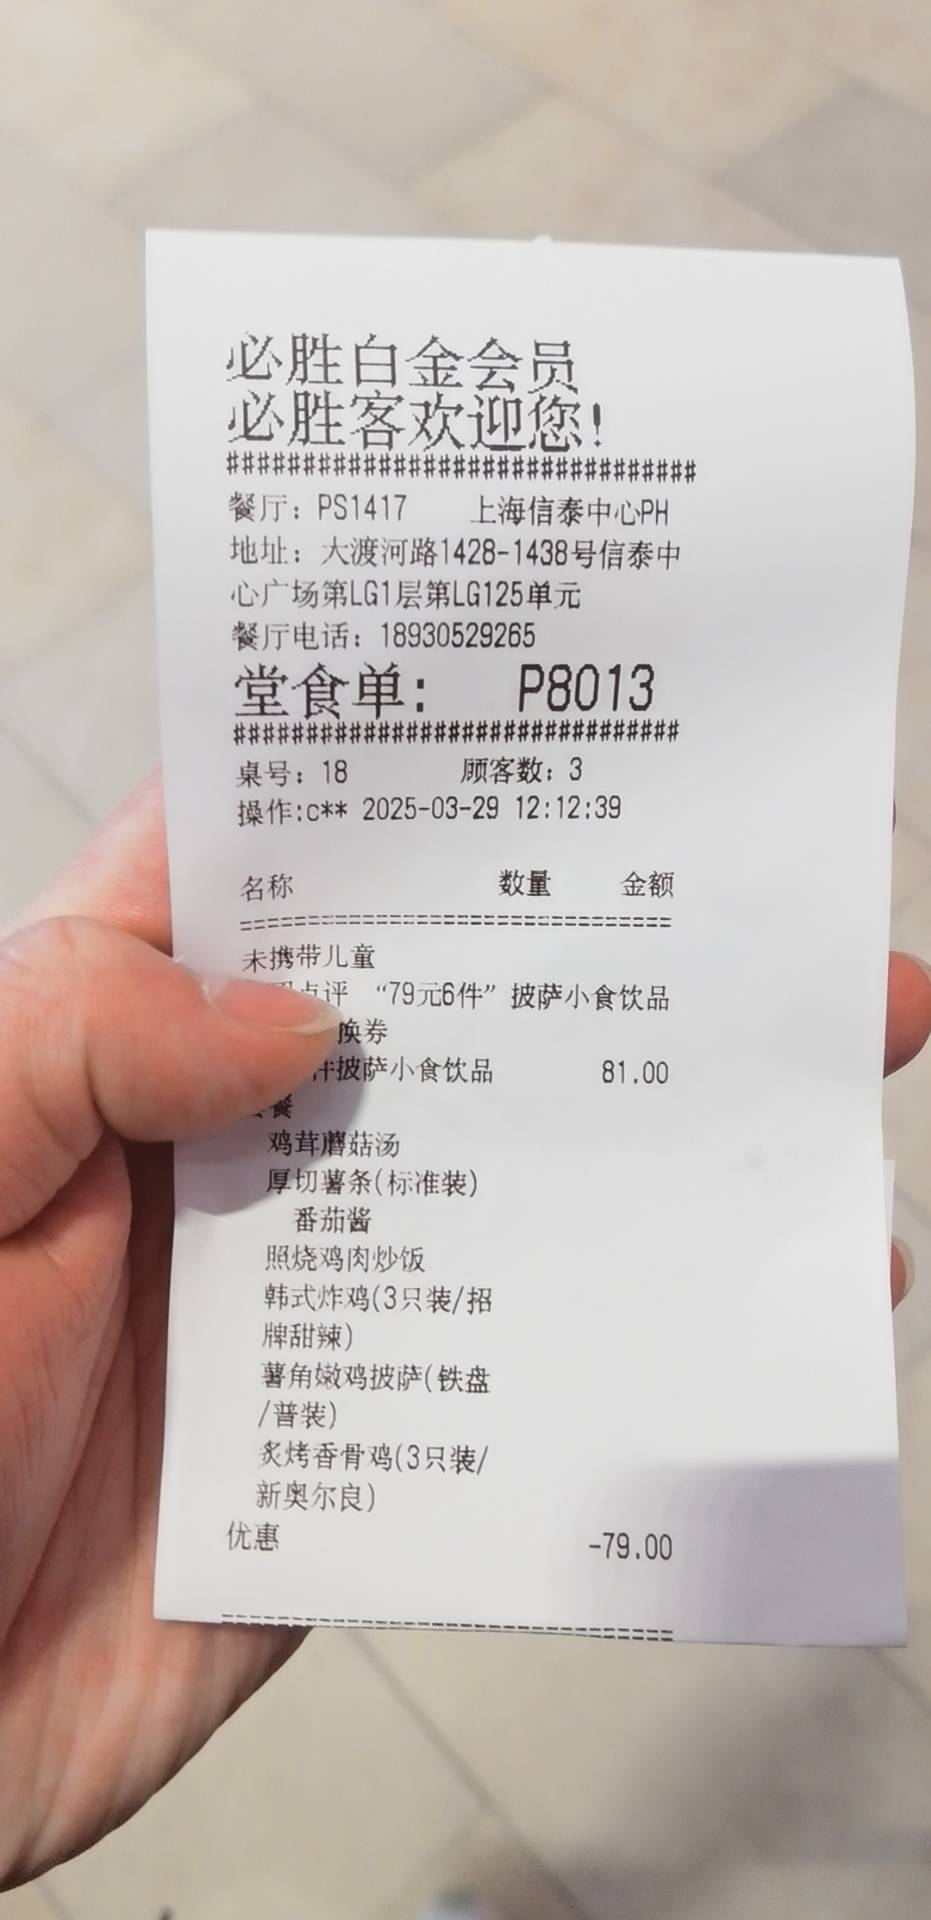 必胜白金会员
必胜客欢迎您!
################################
餐厅：PS1417 上海信泰中心PH
地址：大渡河路1428-1438号信泰中
心广场第LG1层第LG125单元
餐厅电话：18930529265
堂食单: P8013
################################
桌号：18 顾客数：3
操作:c** 2025-03-29 12:12:39
名称 数量 金额
================================
未携带儿童
点评 “79元6件” 披萨小食饮品
换券
件披萨小食饮品 81.00
餐
鸡茸蘑菇汤
厚切薯条(标准装)
番茄酱
照烧鸡肉炒饭
韩式炸鸡(3只装/招
牌甜辣)
薯角嫩鸡披萨(铁盘
/普装)
炙烤香骨鸡(3只装/
新奥尔良)
优惠 -79.00
================================